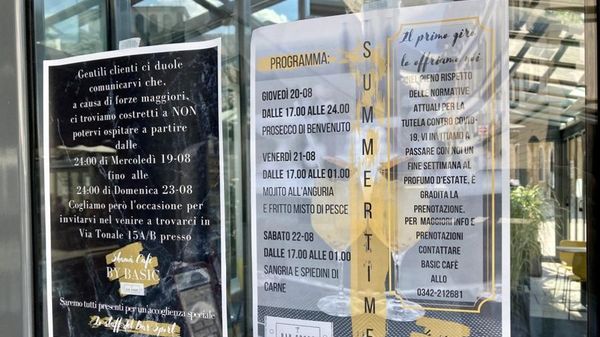 Gentili clienti ci duole
comunicarvi che,
a causa di forze maggiori,
ci troviamo costretti a NON
potervi ospitare a partire
dalle
24:00 di Mercoledì 19-08
fino alle
24:00 di Domenica 23-08
Cogliamo però l'occasione per
invitarvi nel venire a trovarci in
Via Tonale 15A/B presso
BY BASIC
Saremo tutti presenti per un accoglienza speciale
Lo staff del Bar Sport
PROGRAMMA:
GIOVEDÌ 20-08
DALLE 17.00 ALLE 24.00
PROSECCO DI BENVENUTO
VENERDÌ 21-08
DALLE 17.00 ALLE 01.00
MOJITO ALL'ANGURIA
E FRITTO MISTO DI PESCE
SABATO 22-08
DALLE 17.00 ALLE 01.00
SANGRIA E SPIEDINI DI
CARNE
SUMMERTIME
Il primo giro
lo offriamo noi
NEL PIENO RISPETTO
DELLE NORMATIVE
ATTUALI PER LA
TUTELA CONTRO COVID-
19, VI INVITIAMO A
PASSARE CON NOI UN
FINE SETTIMANA AL
PROFUMO D'ESTATE, È
GRADITA LA
PRENOTAZIONE.
PER MAGGIORI INFO E
PRENOTAZIONI
CONTATTARE
BASIC CAFÈ
ALLO
0342-212681